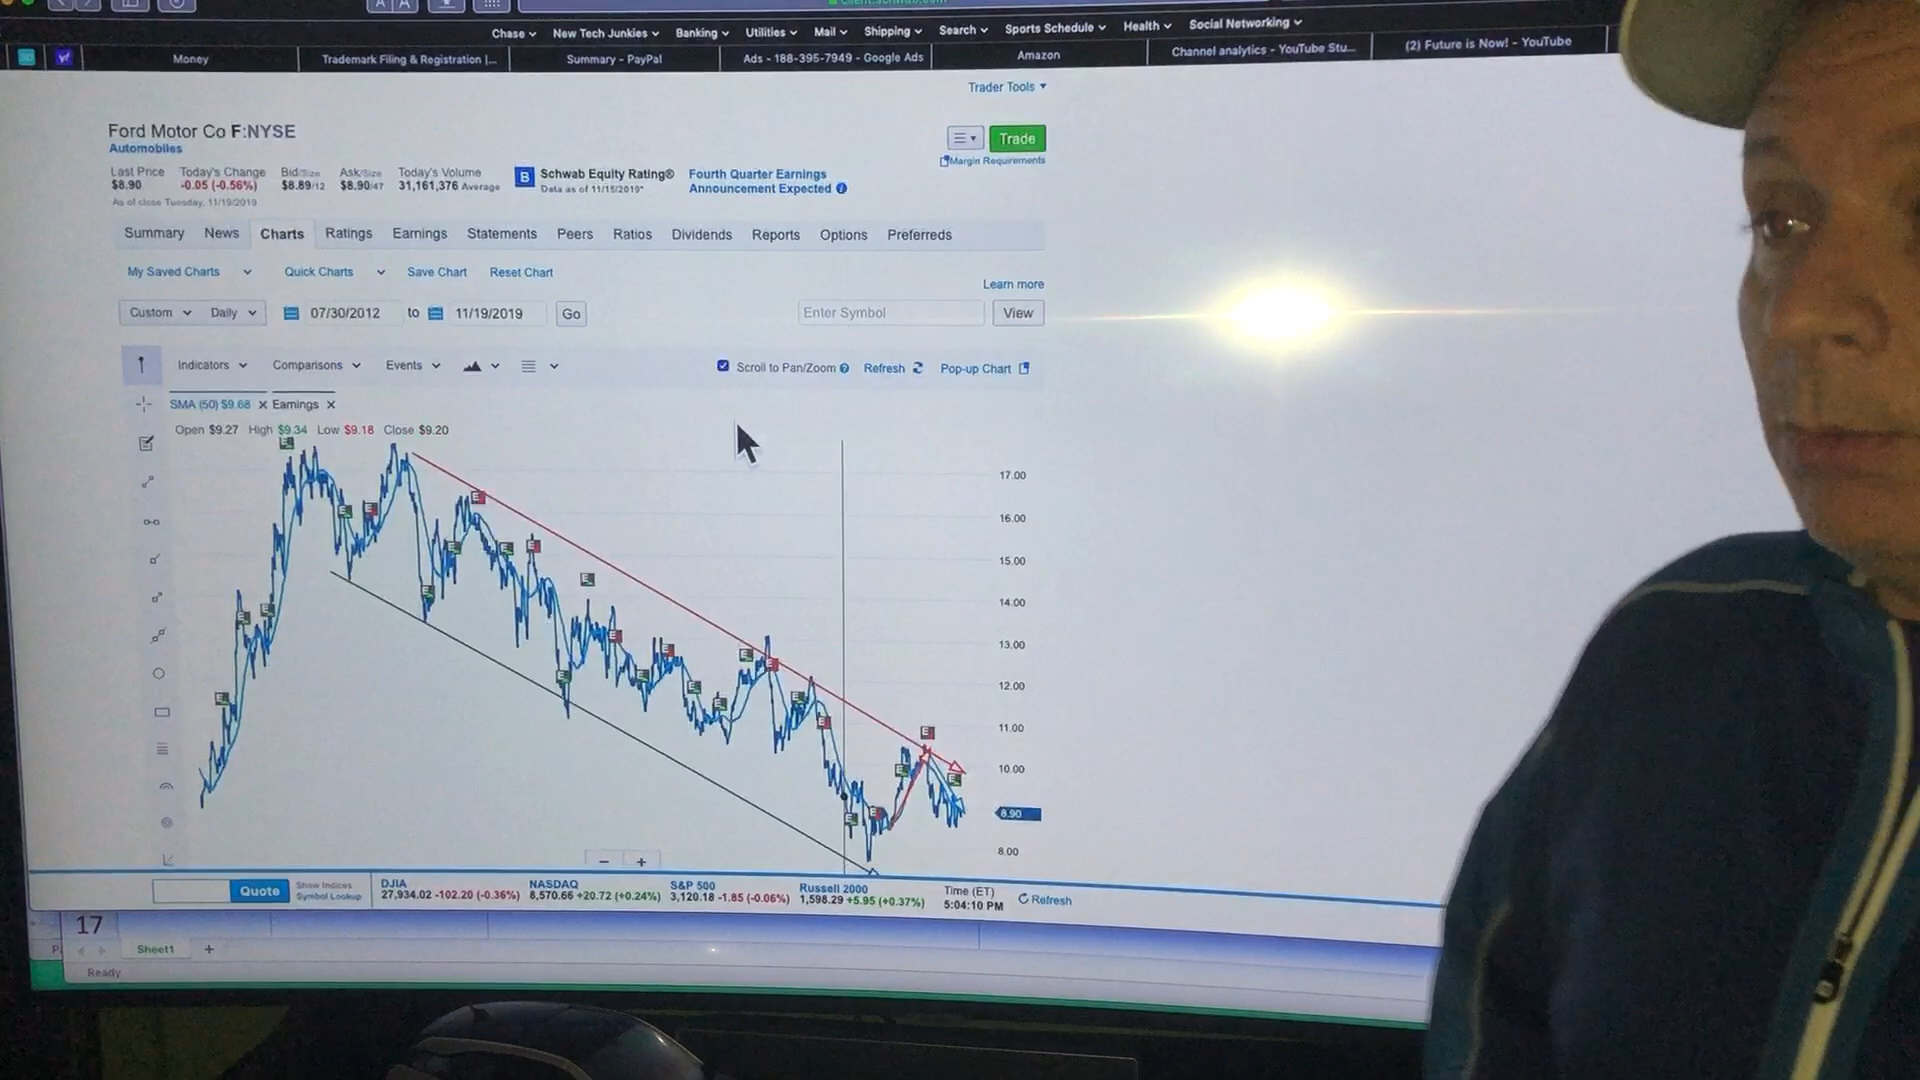 A A
Chase New Tech Junkies Banking Utilities Mail Shipping Search Sports Schedule Health Social Networking
Money Trademark Filing & Registration |... Summary - PayPal Ads - 188-395-7949 - Google Ads Amazon Channel analytics - YouTube Stu... (2) Future is Now! - YouTube
Trader Tools
Ford Motor Co F:NYSE
Automobiles
Trade
Margin Requirements
Last Price Today's Change Bid/Size Ask/Size Today's Volume
$8.90 -0.05 (-0.56%) $8.89/12 $8.90/47 31,161,376 Average
As of close Tuesday, 11/19/2019
B Schwab Equity Rating®
Data as of 11/15/2019*
Fourth Quarter Earnings
Announcement Expected
Summary News Charts Ratings Earnings Statements Peers Ratios Dividends Reports Options Preferreds
My Saved Charts Quick Charts Save Chart Reset Chart
Learn more
Custom Daily 07/30/2012 to 11/19/2019 Go Enter Symbol View
Indicators Comparisons Events Scroll to Pan/Zoom Refresh Pop-up Chart
SMA (50) $9.68 Earnings
Open $9.27 High $9.34 Low $9.18 Close $9.20
17.00
16.00
15.00
14.00
13.00
12.00
11.00
10.00
8.90
8.00
Quote
Show Indices
Symbol Lookup
DJIA
27,934.02 -102.20 (-0.36%)
NASDAQ
8,570.66 +20.72 (+0.24%)
S&P 500
3,120.18 -1.85 (-0.06%)
Russell 2000
1,598.29 +5.95 (+0.37%)
Time (ET)
5:04:10 PM
Refresh
17
Sheet1 +
Ready